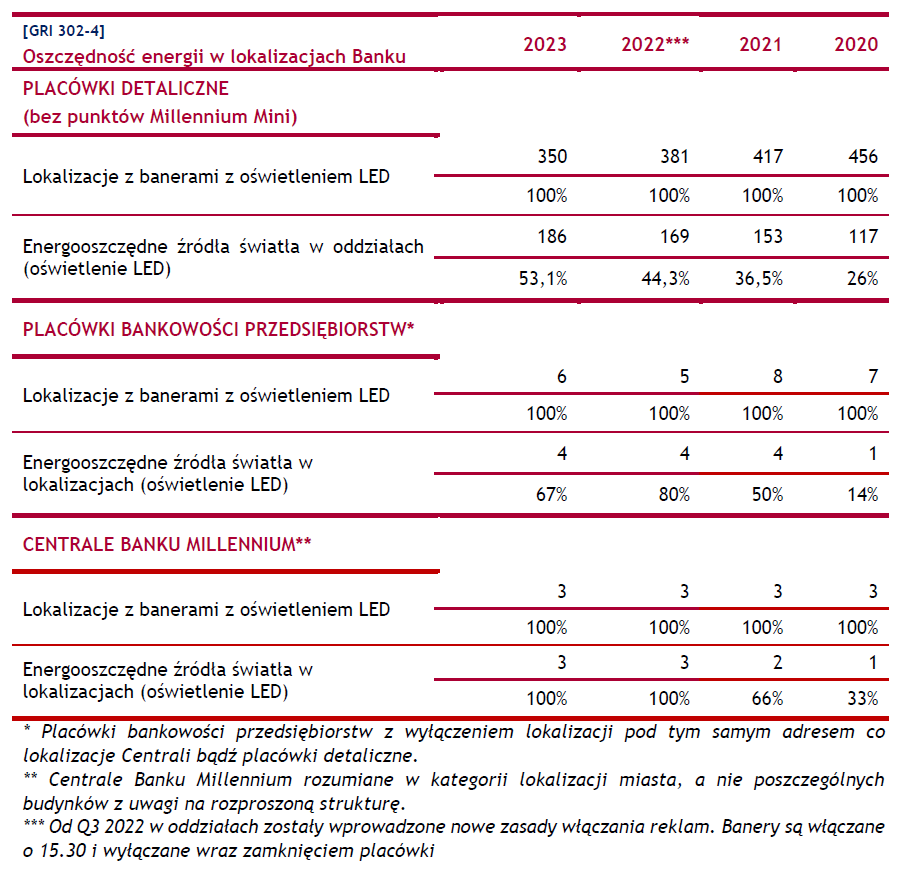 [GRI 302-4]
Oszczędność energii w lokalizacjach Banku 2023 2022*** 2021 2020
PLACÓWKI DETALICZNE
(bez punktów Millennium Mini)
Lokalizacje z banerami z oświetleniem LED
350 381 417 456
100% 100% 100% 100%
Energooszczędne źródła światła w oddziałach
(oświetlenie LED)
186 169 153 117
53,1% 44,3% 36,5% 26%
PLACÓWKI BANKOWOŚCI PRZEDSIĘBIORSTW*
Lokalizacje z banerami z oświetleniem LED
6 5 8 7
100% 100% 100% 100%
Energooszczędne źródła światła w
lokalizacjach (oświetlenie LED)
4 4 4 1
67% 80% 50% 14%
CENTRALE BANKU MILLENNIUM**
Lokalizacje z banerami z oświetleniem LED
3 3 3 3
100% 100% 100% 100%
Energooszczędne źródła światła w
lokalizacjach (oświetlenie LED)
3 3 2 1
100% 100% 66% 33%
* Placówki bankowości przedsiębiorstw z wyłączeniem lokalizacji pod tym samym adresem co
lokalizacje Centrali bądź placówki detaliczne.
** Centrale Banku Millennium rozumiane w kategorii lokalizacji miasta, a nie poszczególnych
budynków z uwagi na rozproszoną strukturę.
*** Od Q3 2022 w oddziałach zostały wprowadzone nowe zasady włączania reklam. Banery są włączane
o 15.30 i wyłączane wraz zamknięciem placówki